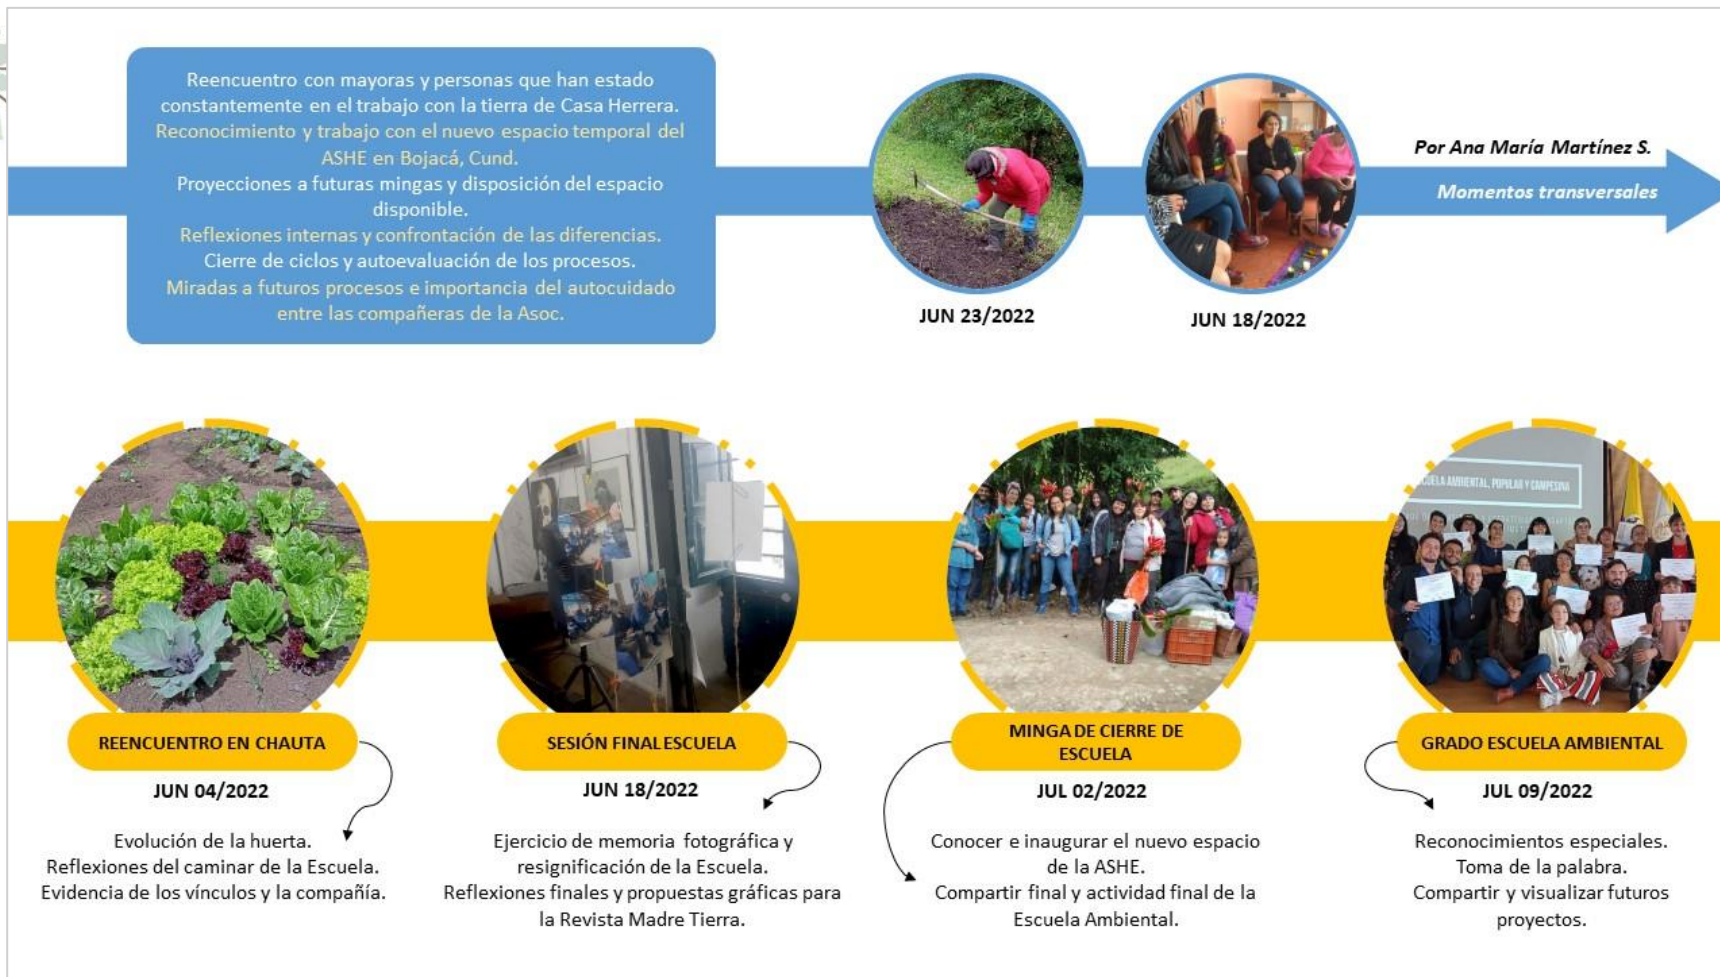 Reencuentro con mayoras y personas que han estado
constantemente en el trabajo con la tierra de Casa Herrera.
Reconocimiento y trabajo con el nuevo espacio temporal del
ASHE en Bojacá, Cund.
Proyecciones a futuras mingas y disposición del espacio
disponible.
Reflexiones internas y confrontación de las diferencias.
Cierre de ciclos y autoevaluación de los procesos.
Miradas a futuros procesos e importancia del autocuidado
entre las compañeras de la Asoc.
JUN 23/2022
JUN 18/2022
Por Ana María Martínez S.
Momentos transversales
REENCUENTRO EN CHAUTA
JUN 04/2022
Evolución de la huerta.
Reflexiones del caminar de la Escuela.
Evidencia de los vínculos y la compañía.
SESIÓN FINAL ESCUELA
JUN 18/2022
Ejercicio de memoria fotográfica y
resignificación de la Escuela.
Reflexiones finales y propuestas gráficas para
la Revista Madre Tierra.
MINGA DE CIERRE DE
ESCUELA
JUL 02/2022
Conocer e inaugurar el nuevo espacio
de la ASHE.
Compartir final y actividad final de la
Escuela Ambiental.
CUELA AMBIENTAL, POPULAR Y CAMPESINA
GRADO ESCUELA AMBIENTAL
JUL 09/2022
Reconocimientos especiales.
Toma de la palabra.
Compartir y visualizar futuros
proyectos.